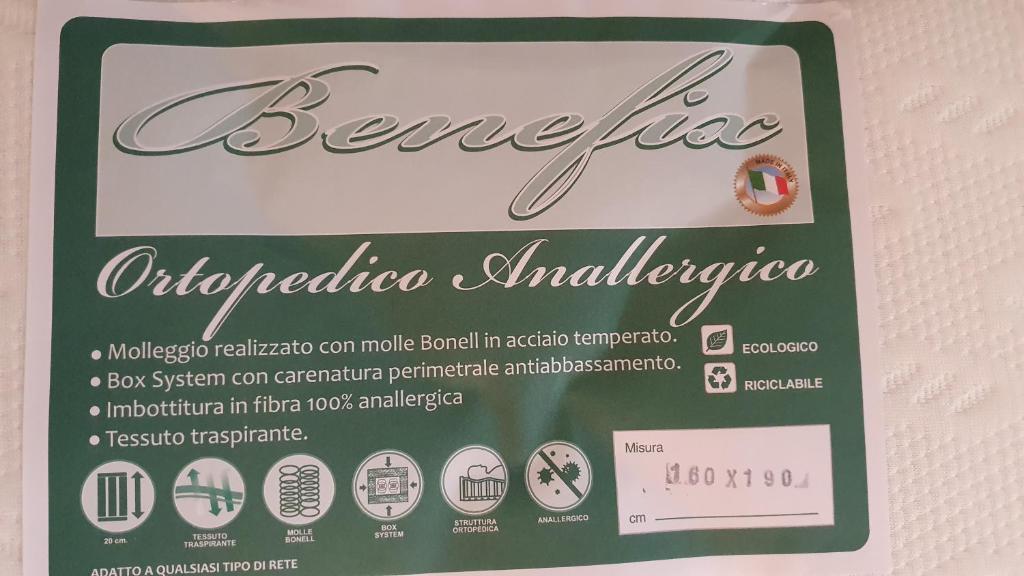 Benefix
MADE IN ITALY
Ortopedico Anallergico
• Molleggio realizzato con molle Bonell in acciaio temperato.
• Box System con carenatura perimetrale antiabbassamento.
• Imbottitura in fibra 100% anallergica
• Tessuto traspirante.
ECOLOGICO
RICICLABILE
Misura
160 X 190
cm
20 cm.
TESSUTO
TRASPIRANTE
MOLLE
BONELL
BOX
SYSTEM
STRUTTURA
ORTOPEDICA
ANALLERGICO
ADATTO A QUALSIASI TIPO DI RETE